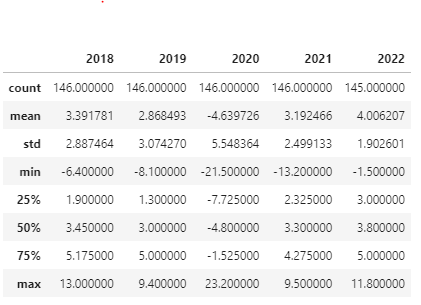 2018 2019 2020 2021 2022
count 146.000000 146.000000 146.000000 146.000000 145.000000
mean 3.391781 2.868493 -4.639726 3.192466 4.006207
std 2.887464 3.074270 5.548364 2.499133 1.902601
min -6.400000 -8.100000 -21.500000 -13.200000 -1.500000
25% 1.900000 1.300000 -7.725000 2.325000 3.000000
50% 3.450000 3.000000 -4.800000 3.300000 3.800000
75% 5.175000 5.000000 -1.525000 4.275000 5.000000
max 13.000000 9.400000 23.200000 9.500000 11.800000